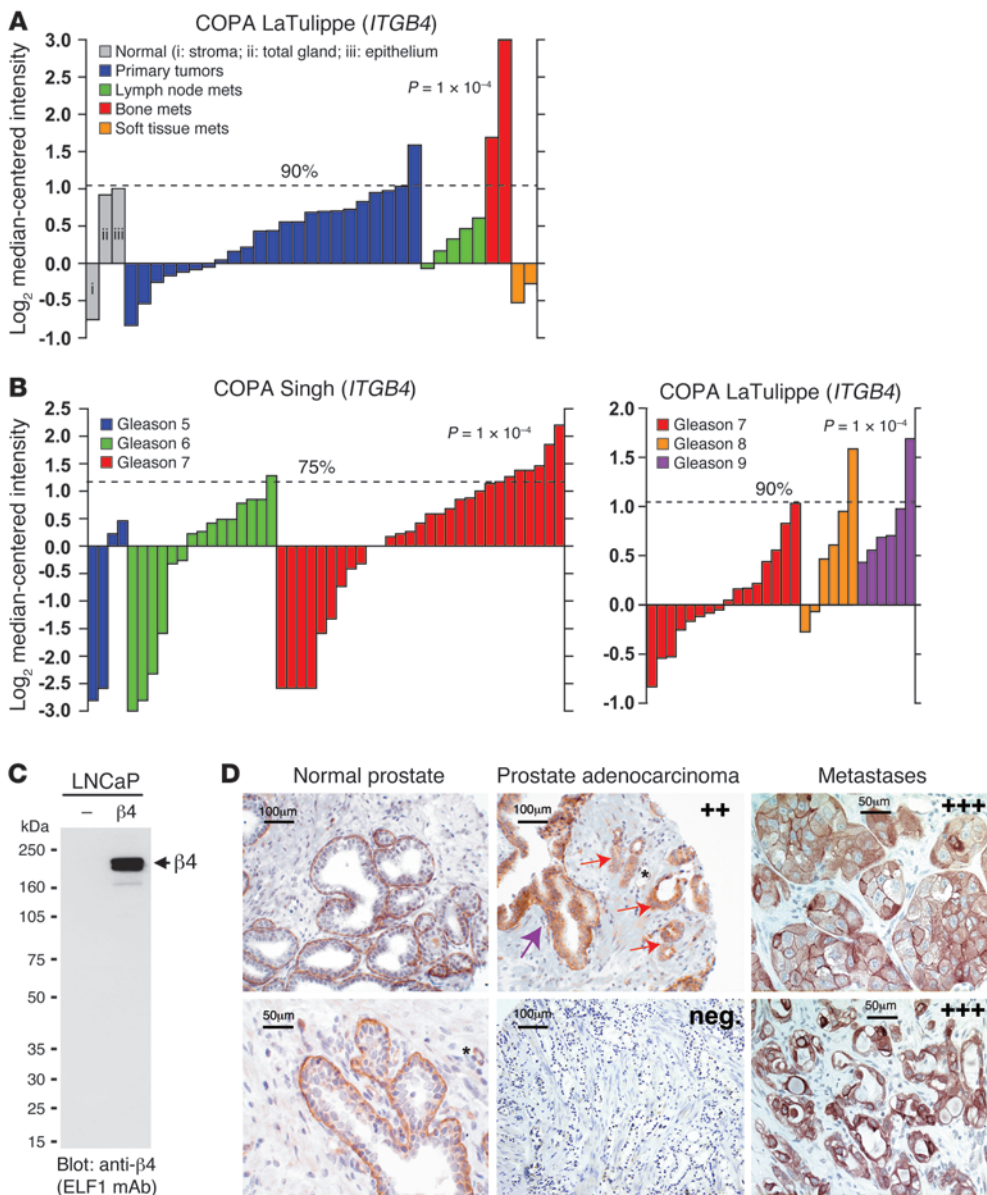 A
COPA LaTulippe (ITGB4)
Log2 median-centered intensity
3.0
2.5
2.0
1.5
1.0
0.5
0.0
-0.5
-1.0
Normal (i: stroma; ii: total gland; iii: epithelium
Primary tumors
Lymph node mets
Bone mets
Soft tissue mets
P = 1 × 10–4
90%
i
ii
iii
B
COPA Singh (ITGB4)
Log2 median-centered intensity
2.5
2.0
1.5
1.0
0.5
0.0
-0.5
-1.0
-1.5
-2.0
-2.5
-3.0
Gleason 5
Gleason 6
Gleason 7
P = 1 × 10–4
75%
COPA LaTulippe (ITGB4)
2.0
1.5
1.0
0.5
0.0
-0.5
-1.0
Gleason 7
Gleason 8
Gleason 9
P = 1 × 10–4
90%
C
LNCaP
– β4
kDa
250
160
105
75
50
35
30
25
15
β4
Blot: anti-β4
(ELF1 mAb)
D
Normal prostate
Prostate adenocarcinoma
Metastases
100μm
100μm
++
*
50μm
+++
50μm
*
100μm
neg.
50μm
+++